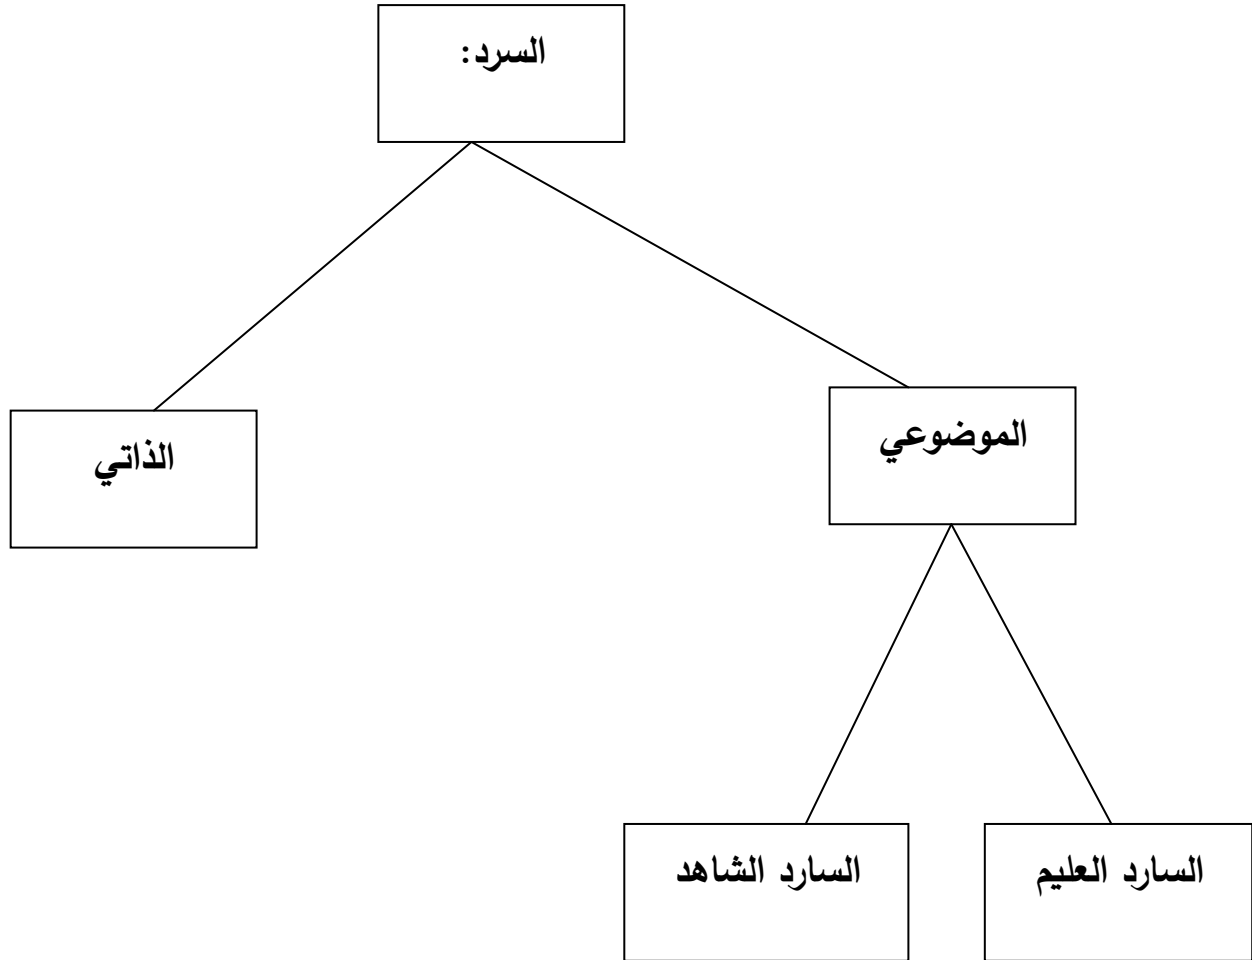 السرد:
الموضوعي
الذاتي
السارد العليم
السارد الشاهد